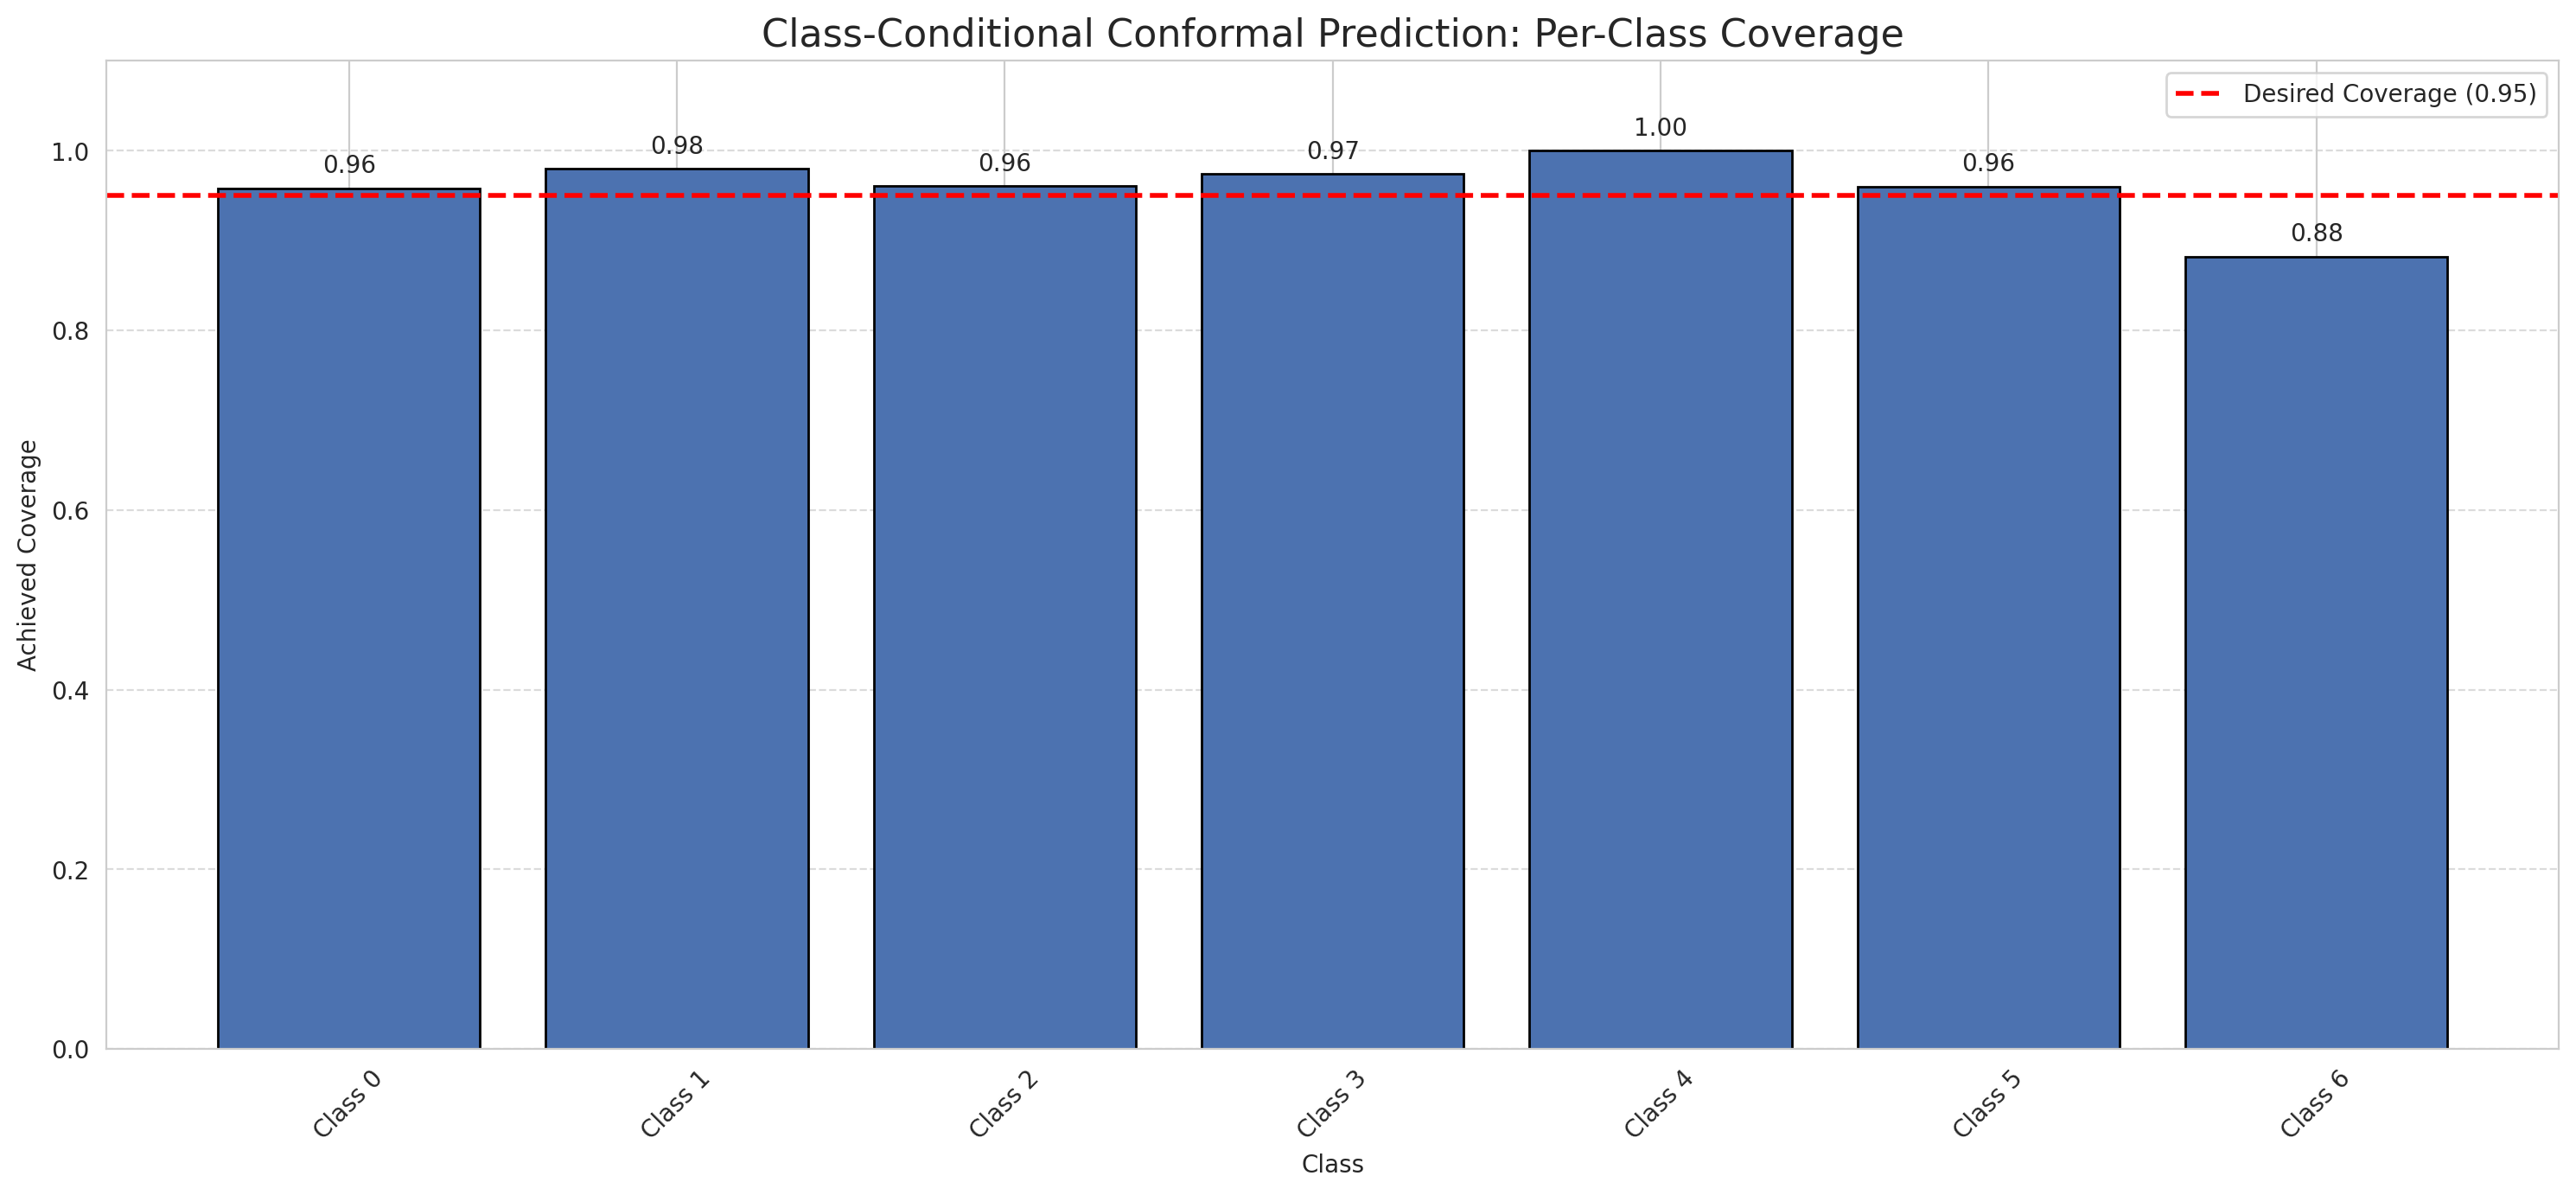 Class-Conditional Conformal Prediction: Per-Class Coverage
Desired Coverage (0.95)
Achieved Coverage
1.0
0.8
0.6
0.4
0.2
0.0
0.96
0.98
0.96
0.97
1.00
0.96
0.88
Class 0
Class 1
Class 2
Class 3
Class 4
Class 5
Class 6
Class